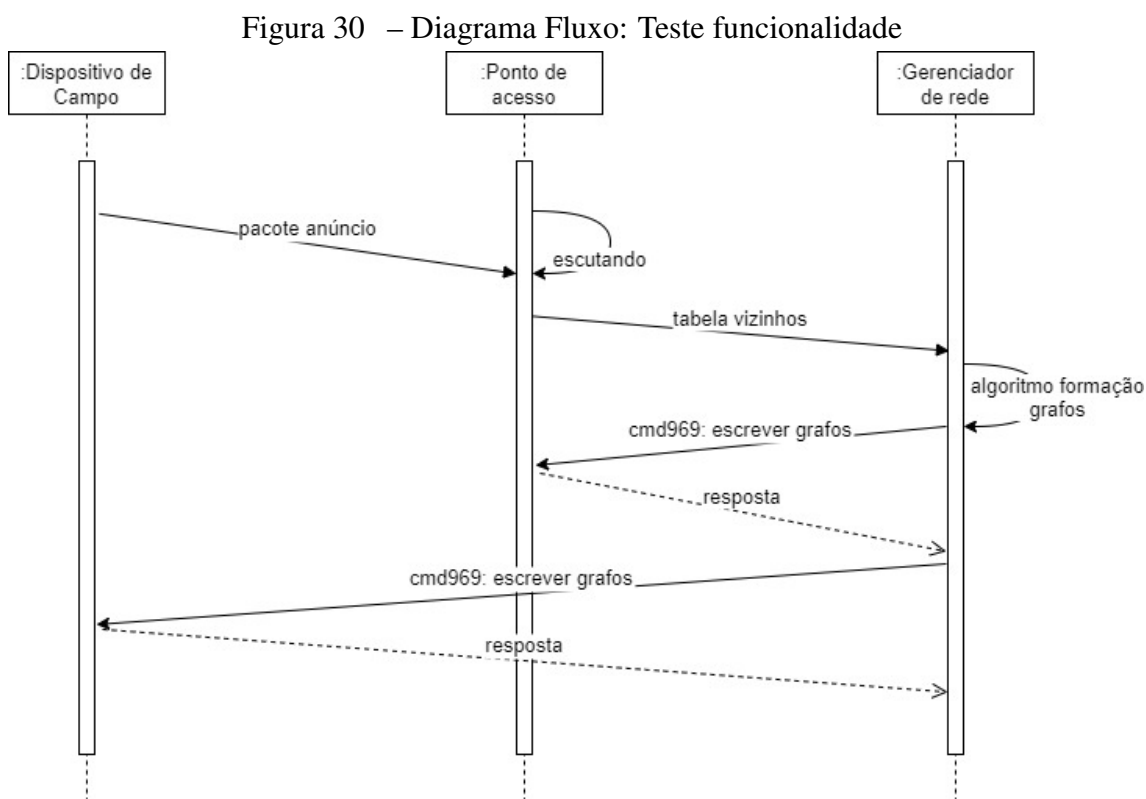 Figura 30 – Diagrama Fluxo: Teste funcionalidade
:Dispositivo de
Campo
:Ponto de
acesso
:Gerenciador
de rede
pacote anúncio
escutando
tabela vizinhos
algoritmo formação
grafos
cmd969: escrever grafos
resposta
cmd969: escrever grafos
resposta